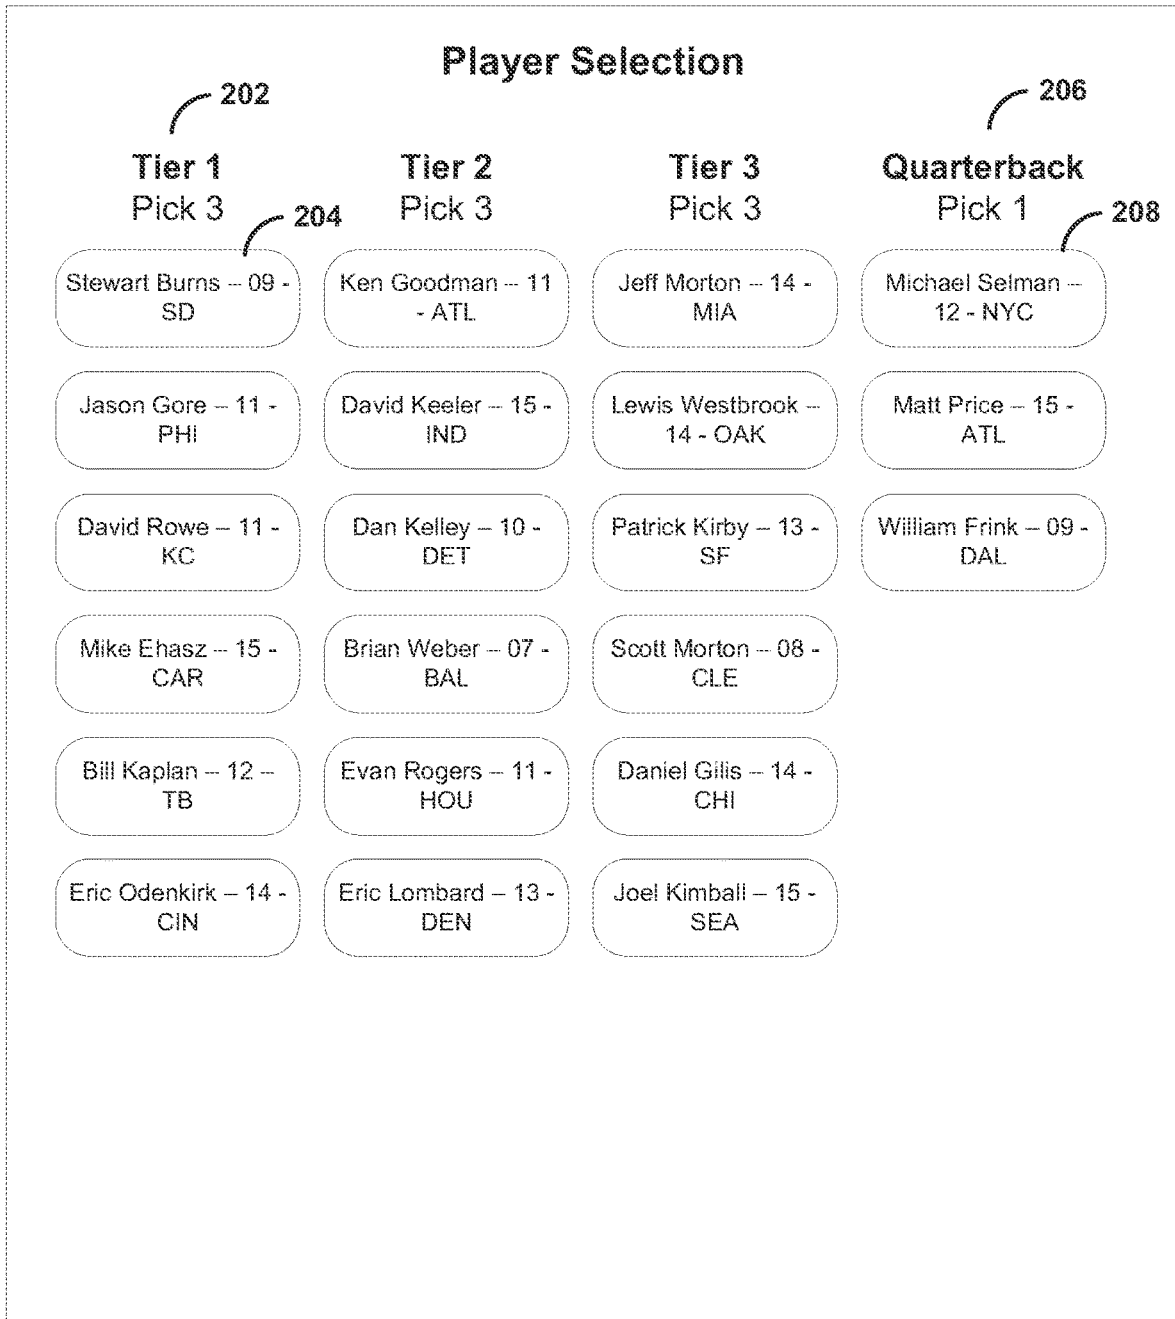 Player Selection
202
206
Tier 1
Tier 2
Tier 3
Quarterback
Pick 3
Pick 3
Pick 3
Pick 1
204
208
Stewart Burns – 09 -
SD
Ken Goodman – 11
- ATL
Jeff Morton – 14 -
MIA
Michael Selman –
12 - NYC
Jason Gore – 11 -
PHI
David Keeler – 15 -
IND
Lewis Westbrook –
14 - OAK
Matt Price – 15 -
ATL
David Rowe – 11 -
KC
Dan Kelley – 10 -
DET
Patrick Kirby – 13 -
SF
William Frink – 09 -
DAL
Mike Ehasz – 15 -
CAR
Brian Weber – 07 -
BAL
Scott Morton – 08 -
CLE
Bill Kaplan – 12 –
TB
Evan Rogers – 11 -
HOU
Daniel Gilis – 14 -
CHI
Eric Odenkirk – 14 -
CIN
Eric Lombard – 13 -
DEN
Joel Kimball – 15 -
SEA